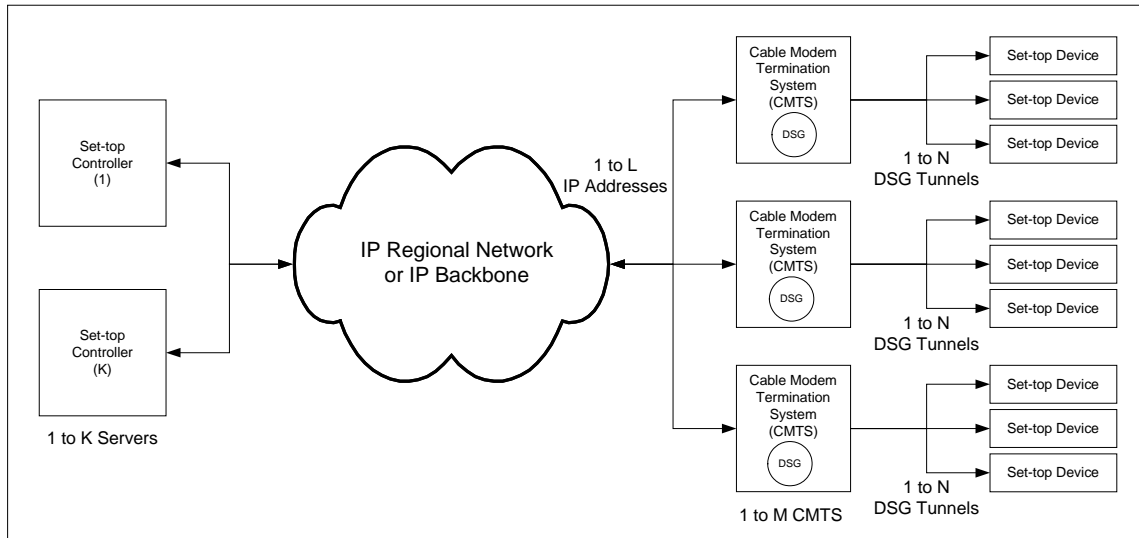 Set-top
Controller
(1)
Set-top
Controller
(K)
1 to K Servers
IP Regional Network
or IP Backbone
1 to L
IP Addresses
Cable Modem
Termination
System
(CMTS)
DSG
1 to N
DSG Tunnels
Set-top Device
Set-top Device
Set-top Device
Cable Modem
Termination
System
(CMTS)
DSG
1 to N
DSG Tunnels
Set-top Device
Set-top Device
Set-top Device
Cable Modem
Termination
System
(CMTS)
DSG
1 to N
DSG Tunnels
Set-top Device
Set-top Device
Set-top Device
1 to M CMTS